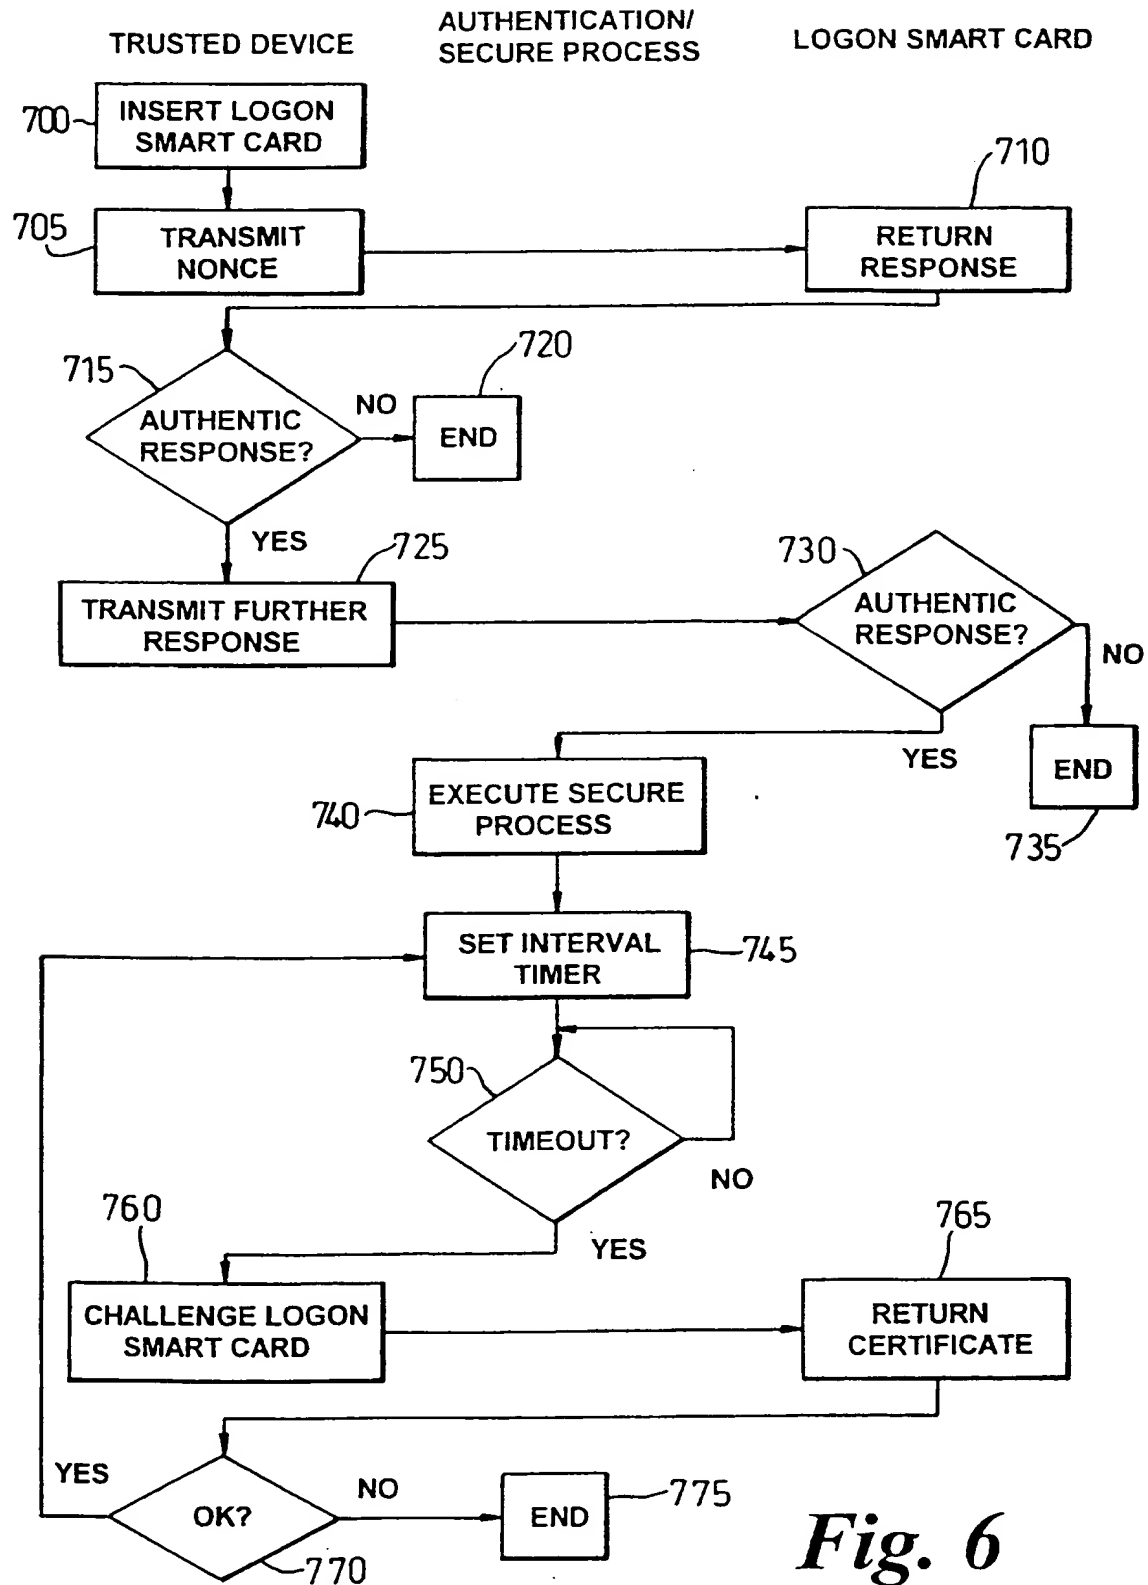 TRUSTED DEVICE
AUTHENTICATION/
SECURE PROCESS
LOGON SMART CARD
700
INSERT LOGON
SMART CARD
705
TRANSMIT
NONCE
710
RETURN
RESPONSE
715
AUTHENTIC
RESPONSE?
NO
720
END
YES
725
TRANSMIT FURTHER
RESPONSE
730
AUTHENTIC
RESPONSE?
NO
YES
END
735
740
EXECUTE SECURE
PROCESS
SET INTERVAL
TIMER
745
750
TIMEOUT?
NO
YES
760
CHALLENGE LOGON
SMART CARD
765
RETURN
CERTIFICATE
YES
OK?
NO
770
END
775
Fig. 6